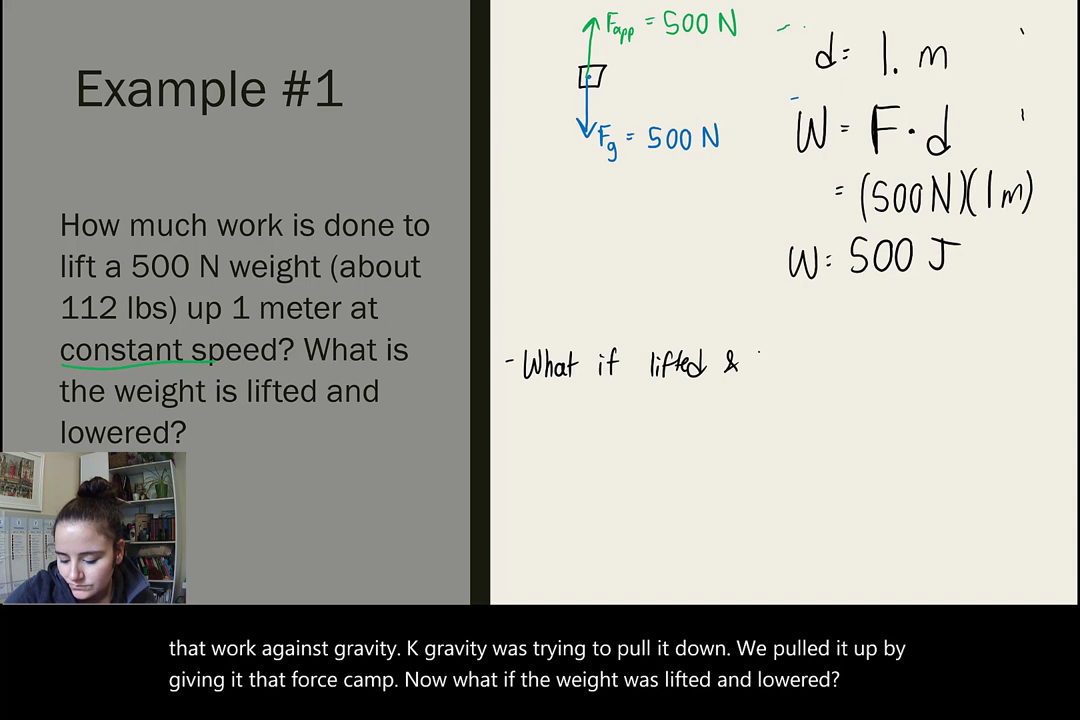 Example #1
How much work is done to
lift a 500 N weight (about
112 lbs) up 1 meter at
constant speed? What is
the weight is lifted and
lowered?
Fapp = 500 N
Fg = 500 N
d = 1. m
W = F · d
= (500 N)(1 m)
W = 500 J
- What if lifted &
that work against gravity. K gravity was trying to pull it down. We pulled it up by
giving it that force camp. Now what if the weight was lifted and lowered?